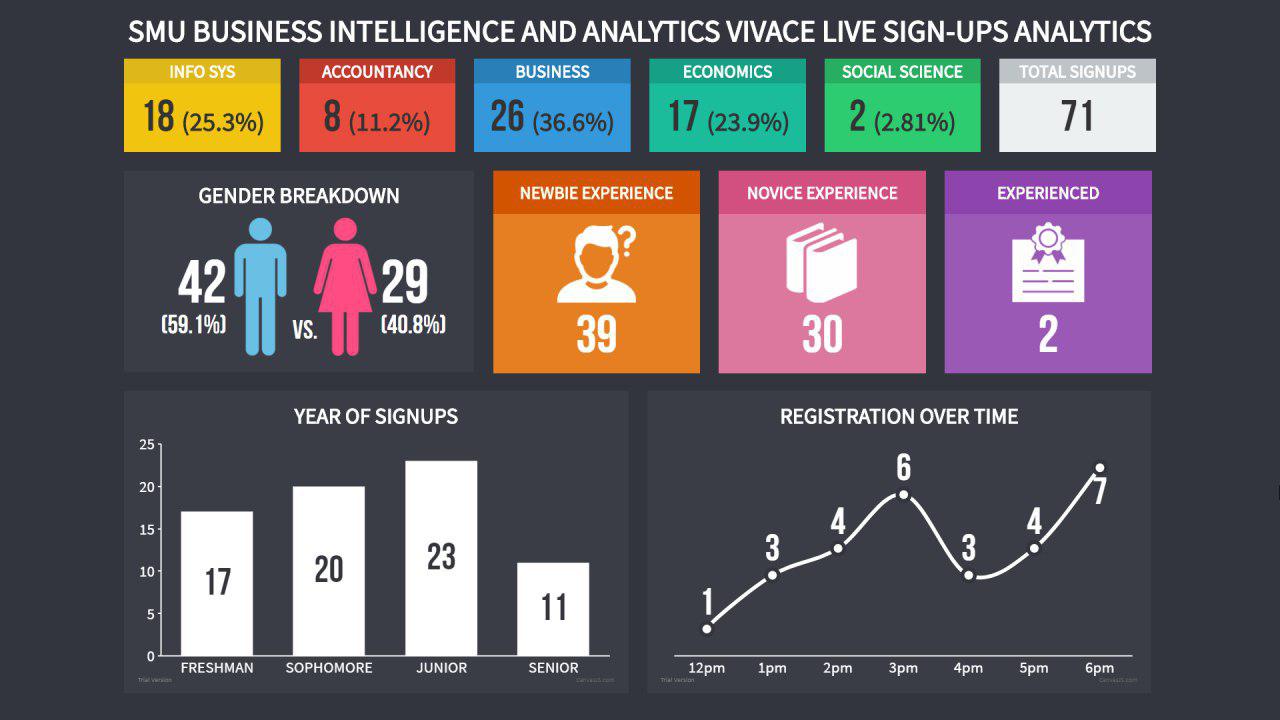 SMU BUSINESS INTELLIGENCE AND ANALYTICS VIVACE LIVE SIGN-UPS ANALYTICS
INFO SYS
18 (25.3%)
ACCOUNTANCY
8 (11.2%)
BUSINESS
26 (36.6%)
ECONOMICS
17 (23.9%)
SOCIAL SCIENCE
2 (2.81%)
TOTAL SIGNUPS
71
GENDER BREAKDOWN
42
(59.1%)
VS.
29
(40.8%)
NEWBIE EXPERIENCE
?
39
NOVICE EXPERIENCE
30
EXPERIENCED
2
YEAR OF SIGNUPS
25
20
15
10
5
0
17
20
23
11
FRESHMAN SOPHOMORE JUNIOR SENIOR
Trial Version
CanvasJS.com
REGISTRATION OVER TIME
1
3
4
6
3
4
7
12pm 1pm 2pm 3pm 4pm 5pm 6pm
Trial Version
CanvasJS.com